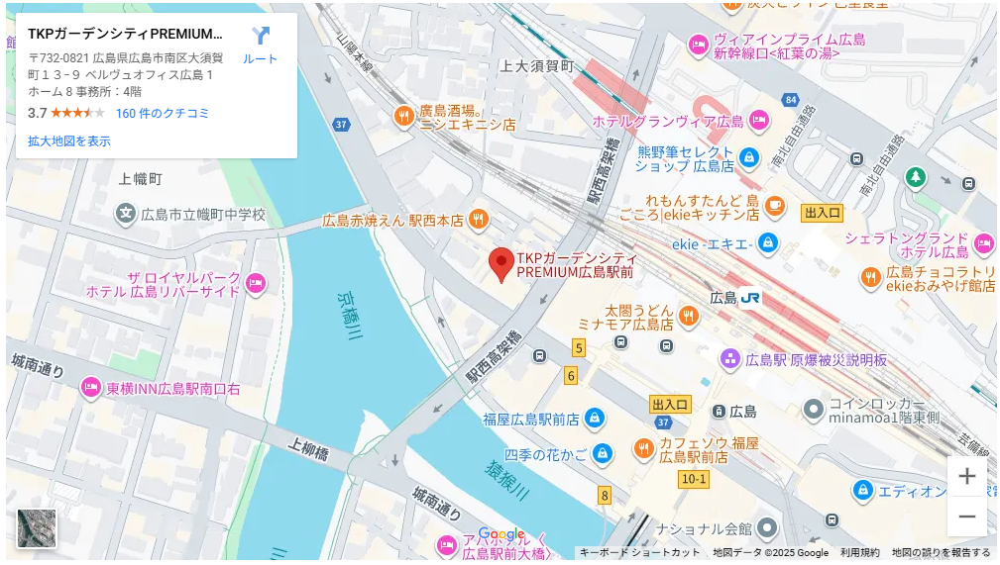 TKPガーデンシティPREMIUM...
〒732-0821 広島県広島市南区大須賀
町１３−９ ベルヴュオフィス広島 1
ホーム 8 事務所：4階
3.7
160 件のクチコミ
拡大地図を表示
ルート
山陽本線
上大須賀町
ヴィアインプライム広島
新幹線口<紅葉の湯>
84
37
廣島酒場。
ニシエキニシ店
ホテルグランヴィア広島
南北自由通路
南北自由通路
熊野筆セレクト
ショップ 広島店
駅西高架橋
上幟町
広島市立幟町中学校
広島赤焼えん 駅西本店
れもんすたんど 島
ごころ|ekieキッチン店
出入口
ekie -エキエ-
シェラトングランド
ホテル広島
TKPガーデンシティ
PREMIUM広島駅前
広島チョコラトリ
ekieおみやげ館店
ザ ロイヤルパーク
ホテル 広島リバーサイド
京橋川
広島
JR
太閤うどん
ミナモア広島店
5
6
駅西高架橋
広島駅 原爆被災説明板
城南通り
東横INN広島駅南口右
出入口
37
広島
コインロッカー
minamoa1階東側
福屋広島駅前店
四季の花かご
カフェソウ 福屋
広島駅前店
芸備線
上柳橋
猿猴川
10-1
8
エディオン
城南通り
ナショナル会館
アパホテル〈
広島駅前大橋〉
Google
キーボード ショートカット
地図データ ©2025 Google
利用規約
地図の誤りを報告する